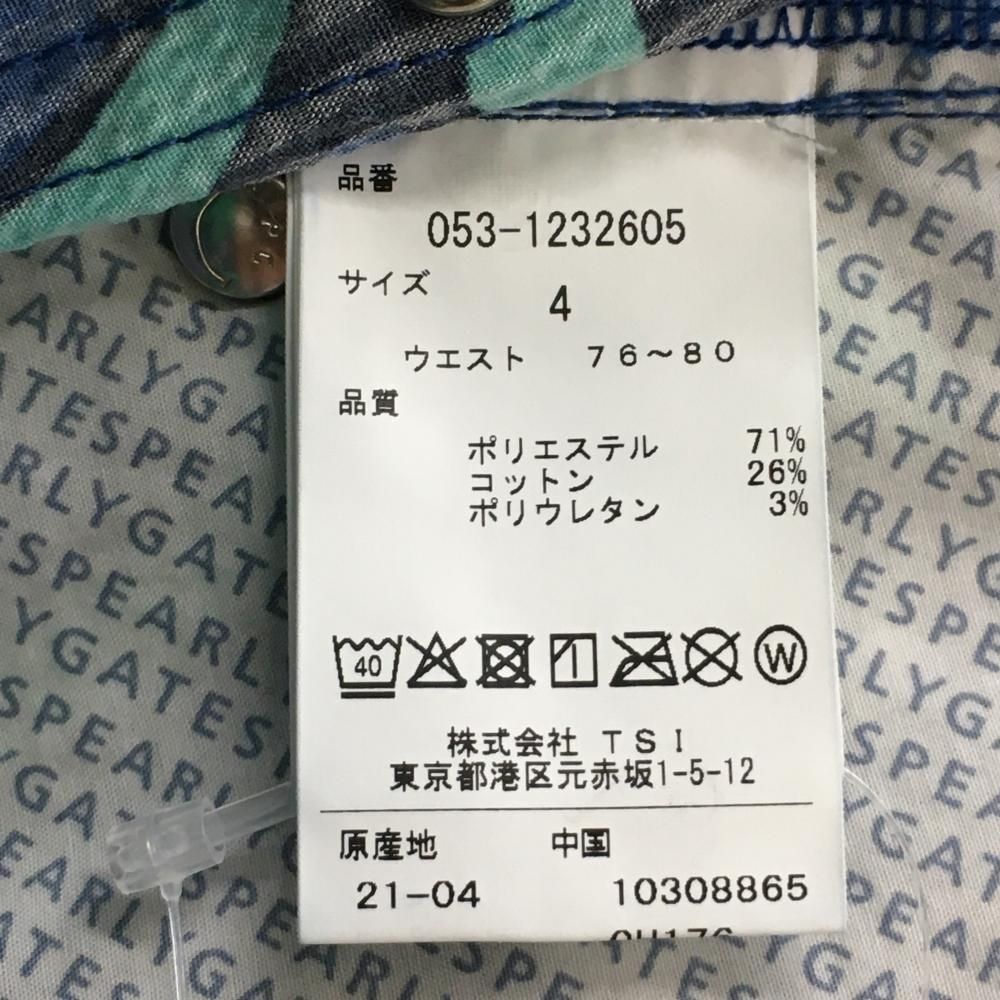 品番
053-1232605
サイズ
4
ウエスト 76～80
品質
ポリエステル 71%
コットン 26%
ポリウレタン 3%
40
W
株式会社 TSI
東京都港区元赤坂1-5-12
原産地 中国
21-04 10308865
PEARLYGATES